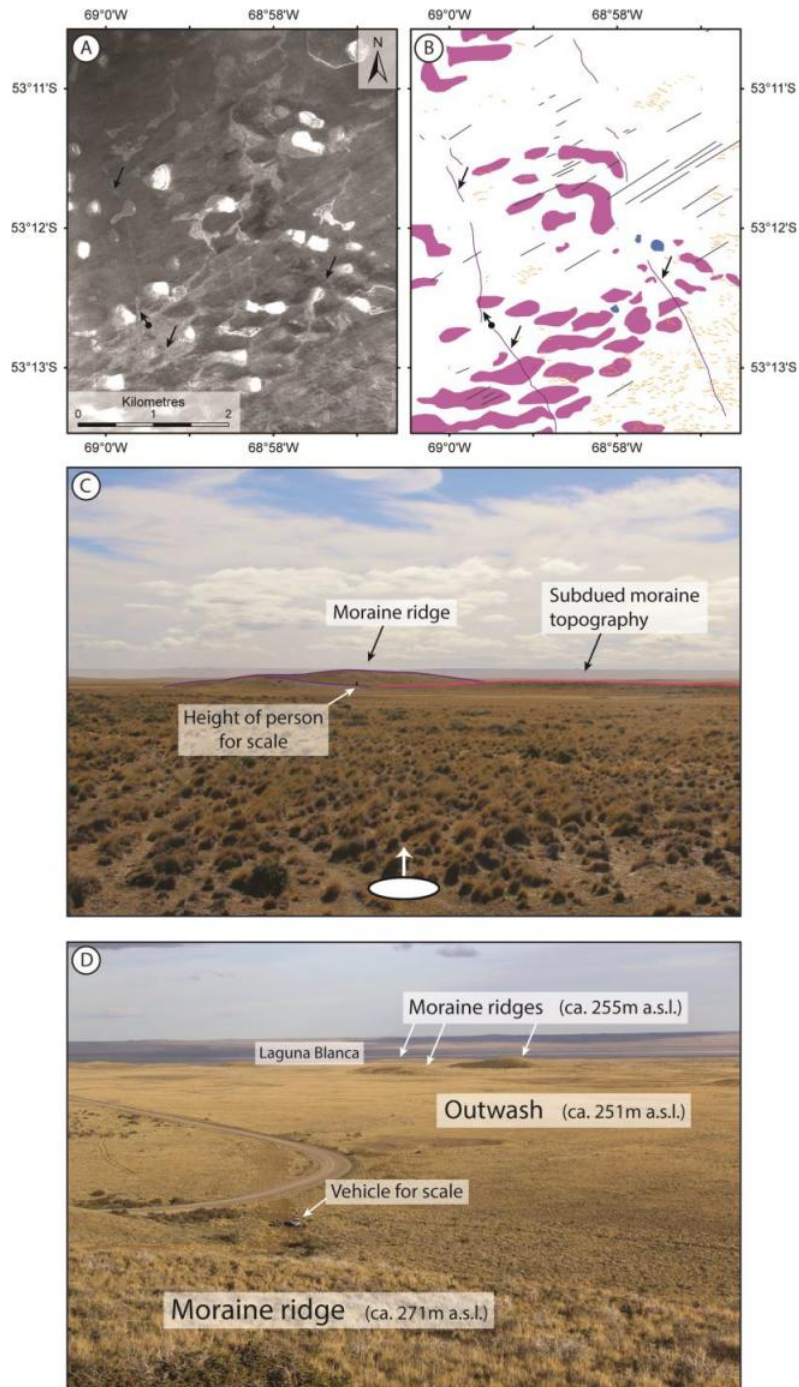 69°0'W
68°58'W
69°0'W
68°58'W
A
N
B
53°11'S
53°11'S
53°12'S
53°12'S
53°13'S
53°13'S
Kilometres
0 1 2
69°0'W
68°58'W
69°0'W
68°58'W
C
Moraine ridge
Subdued moraine
topography
Height of person
for scale
D
Moraine ridges (ca. 255m a.s.l.)
Laguna Blanca
Outwash (ca. 251m a.s.l.)
Vehicle for scale
Moraine ridge (ca. 271m a.s.l.)